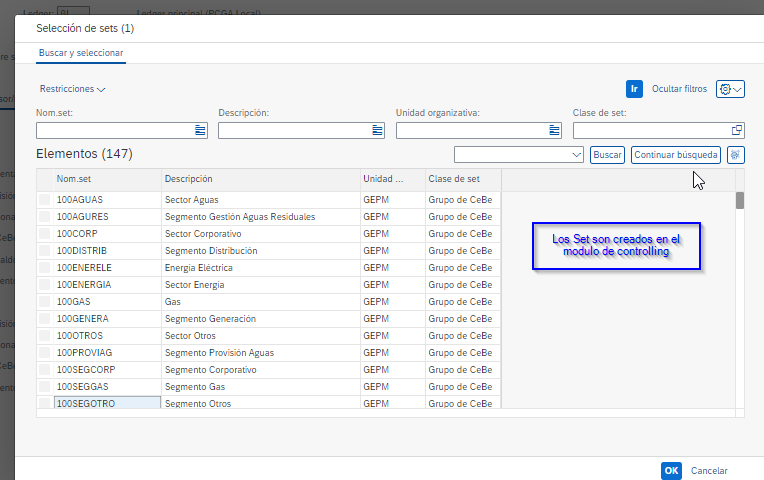 Ledger:
Ledger principal (PCGA Local)
Selección de sets (1)
Buscar y seleccionar
Restricciones
Ir
Ocultar filtros
Nom.set:
Descripción:
Unidad organizativa:
Clase de set:
Elementos (147)
Buscar
Continuar búsqueda
Nom.set Descripción Unidad ... Clase de set
100AGUAS Sector Aguas GEPM Grupo de CeBe
100AGURES Segmento Gestión Aguas Residuales GEPM Grupo de CeBe
100CORP Sector Corporativo GEPM Grupo de CeBe
100DISTRIB Segmento Distribución GEPM Grupo de CeBe
100ENERELE Energía Eléctrica GEPM Grupo de CeBe
100ENERGIA Sector Energía GEPM Grupo de CeBe
100GAS Gas GEPM Grupo de CeBe
100GENERA Segmento Generación GEPM Grupo de CeBe
100OTROS Sector Otros GEPM Grupo de CeBe
100PROVIAG Segmento Provisión Aguas GEPM Grupo de CeBe
100SEGCORP Segmento Corporativo GEPM Grupo de CeBe
100SEGGAS Segmento Gas GEPM Grupo de CeBe
100SEGOTRO Segmento Otros GEPM Grupo de CeBe
Los Set son creados en el
modulo de controlling
OK
Cancelar